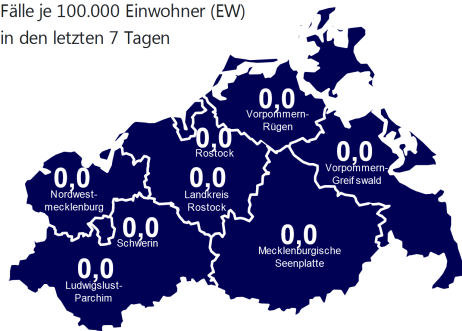 Fälle je 100.000 Einwohner (EW)
in den letzten 7 Tagen
0,0
Vorpommern-
Rügen
0,0
Rostock
0,0
Vorpommern-
Greifswald
0,0
Nordwest-
mecklenburg
0,0
Landkreis
Rostock
0,0
Schwerin
0,0
Mecklenburgische
Seenplatte
0,0
Ludwigslust-
Parchim